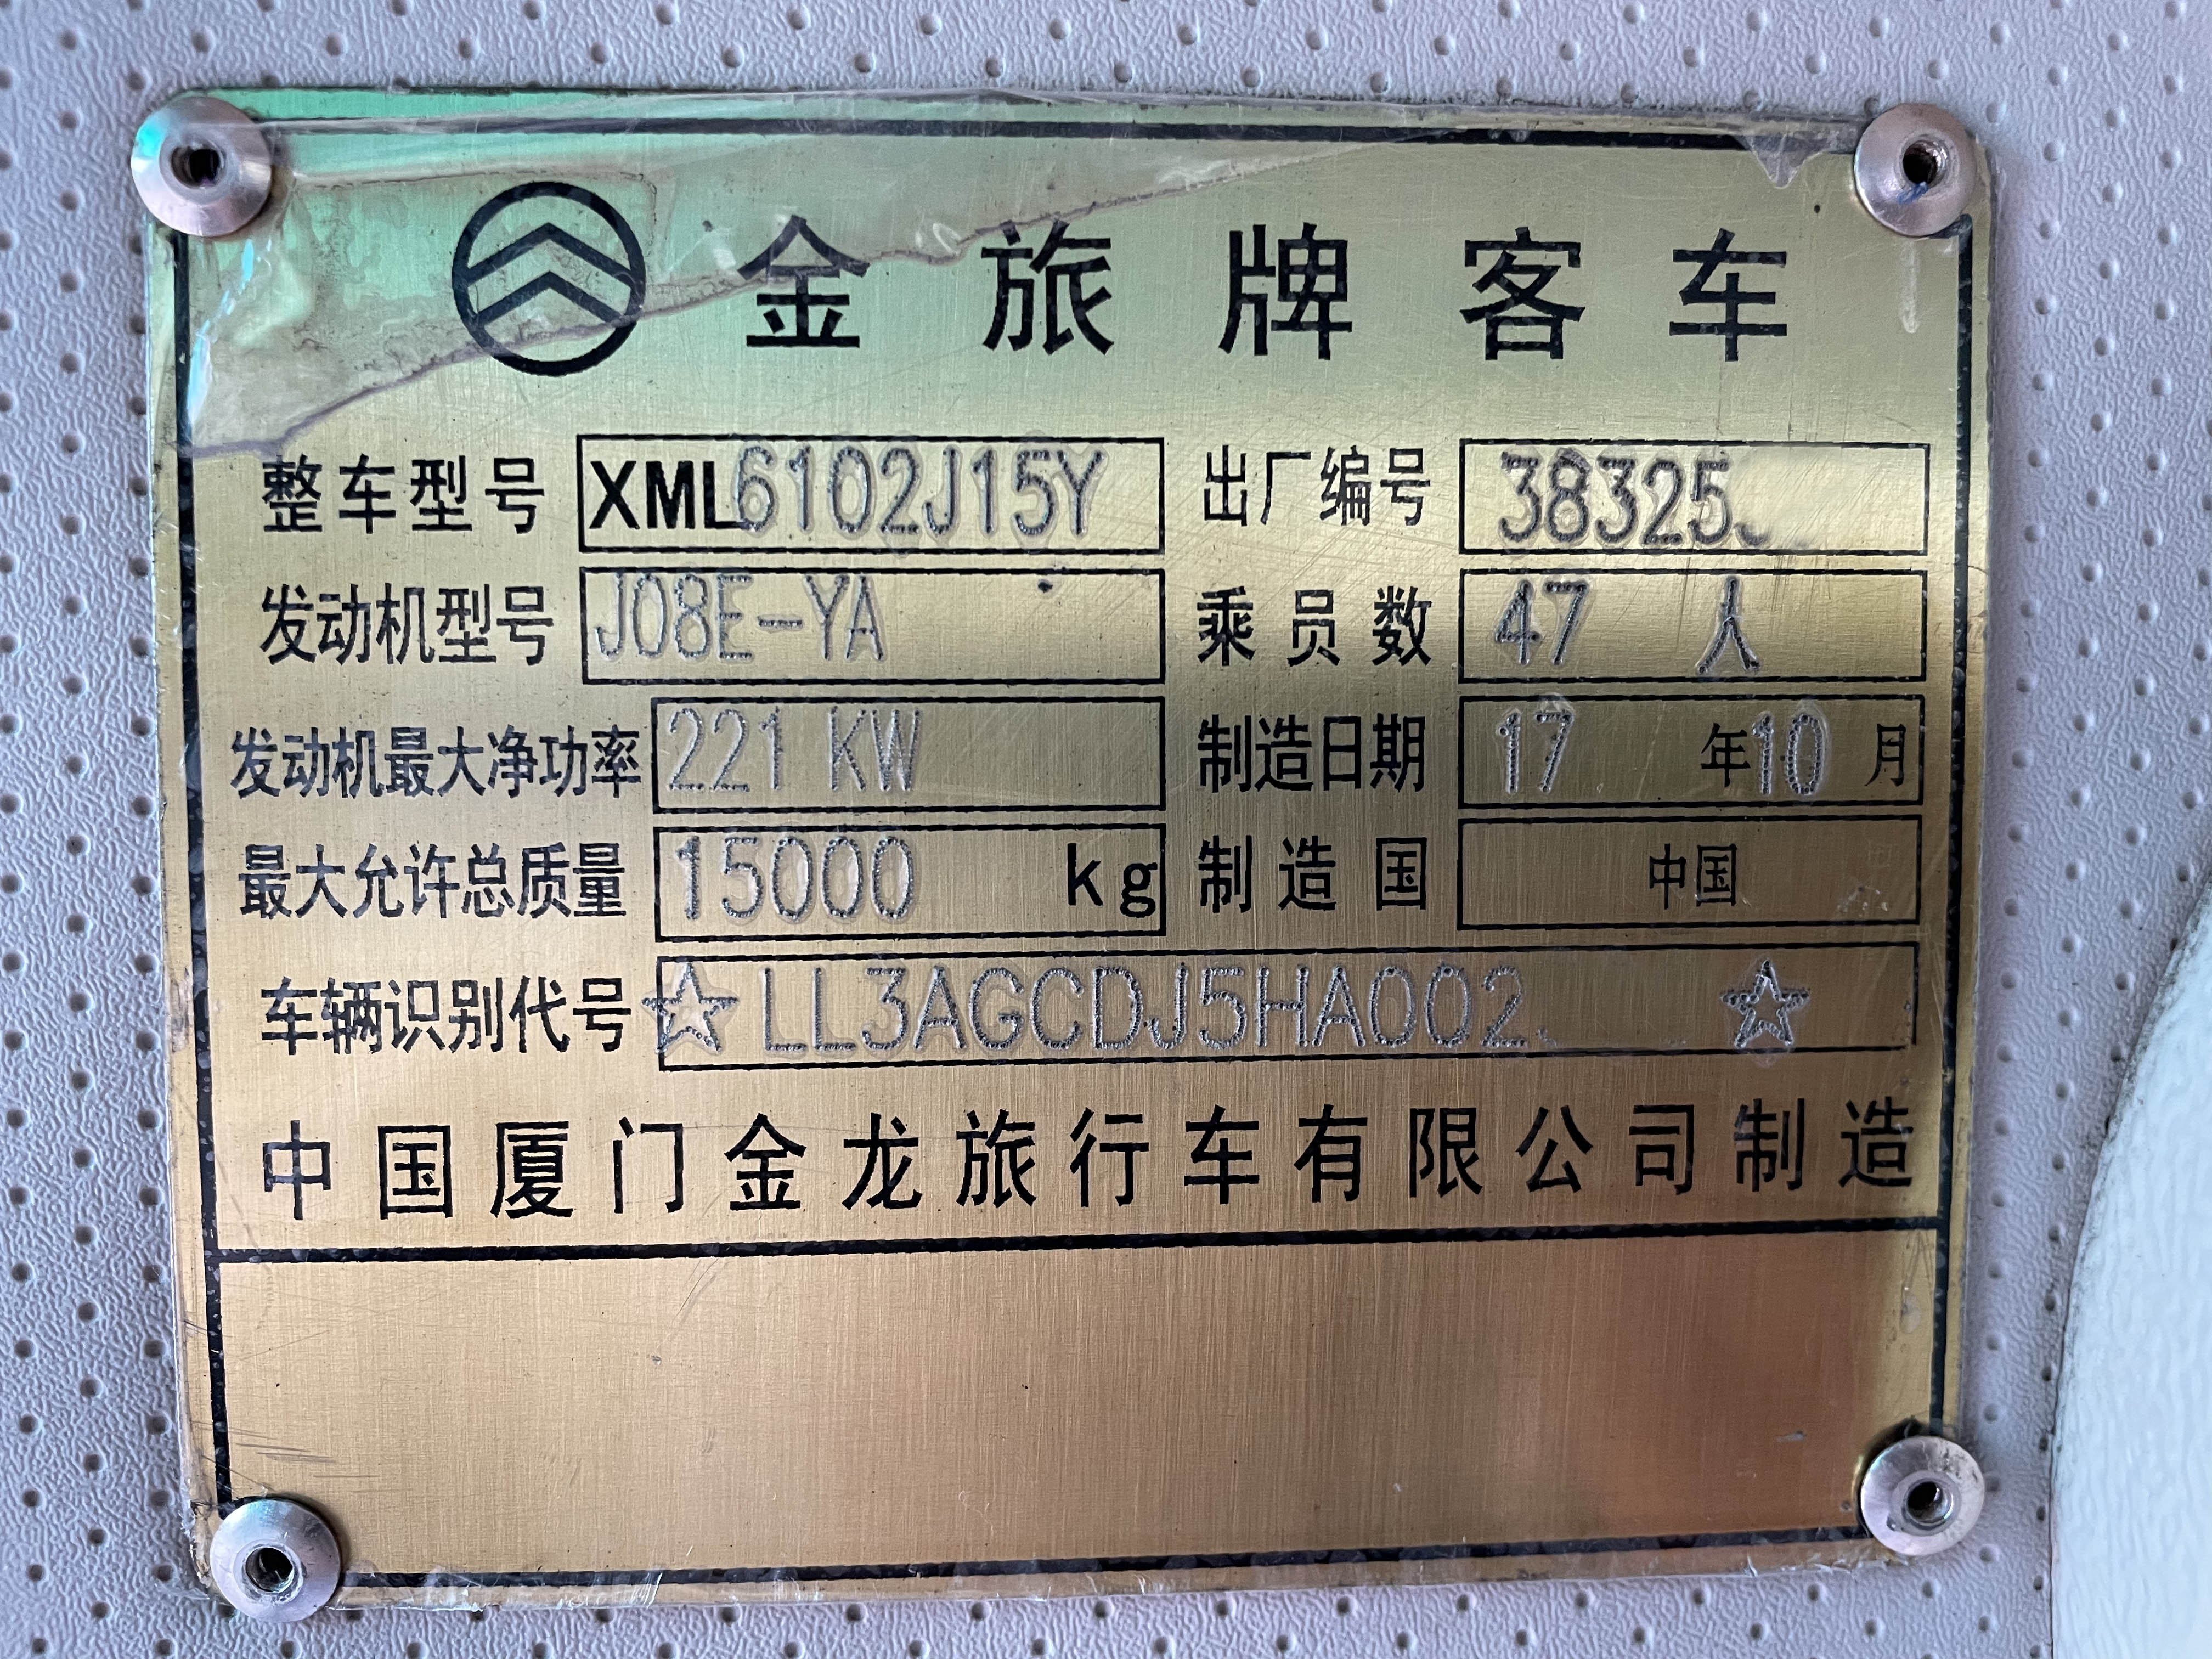 金旅牌客车
整车型号 XML6102J15Y 出厂编号 38325
发动机型号 J08E-YA 乘员数 47 人
发动机最大净功率 221 KW 制造日期 17 年10 月
最大允许总质量 15000 kg 制造国 中国
车辆识别代号 ☆LL3AGCDJ5HA002 ☆
中国厦门金龙旅行车有限公司制造